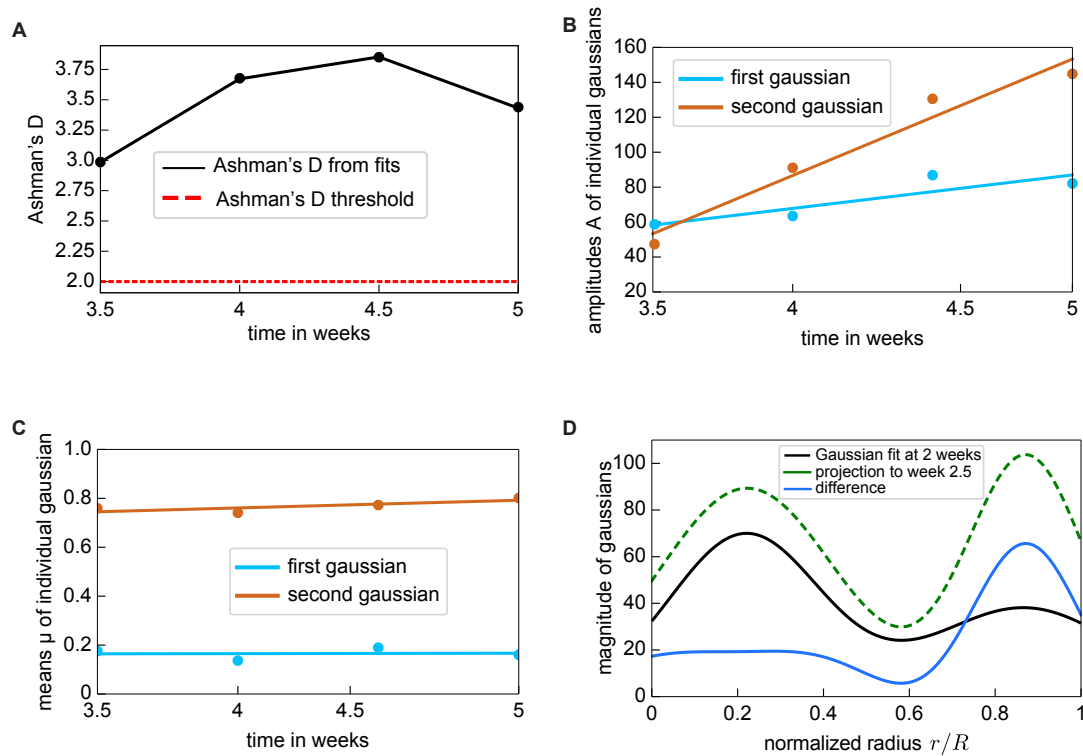 A
Ashman's D
3.75
3.5
3.25
3.0
2.75
2.5
2.25
2.0
Ashman's D from fits
Ashman's D threshold
3.5
4
4.5
5
time in weeks
B
amplitudes A of individual gaussians
160
140
120
100
80
60
40
20
first gaussian
second gaussian
3.5
4
4.5
5
time in weeks
C
means μ of individual gaussian
1.0
0.8
0.6
0.4
0.2
0
first gaussian
second gaussian
3.5
4
4.5
5
time in weeks
D
magnitude of gaussians
100
80
60
40
20
0
Gaussian fit at 2 weeks
projection to week 2.5
difference
0
0.2
0.4
0.6
0.8
1
normalized radius r/R